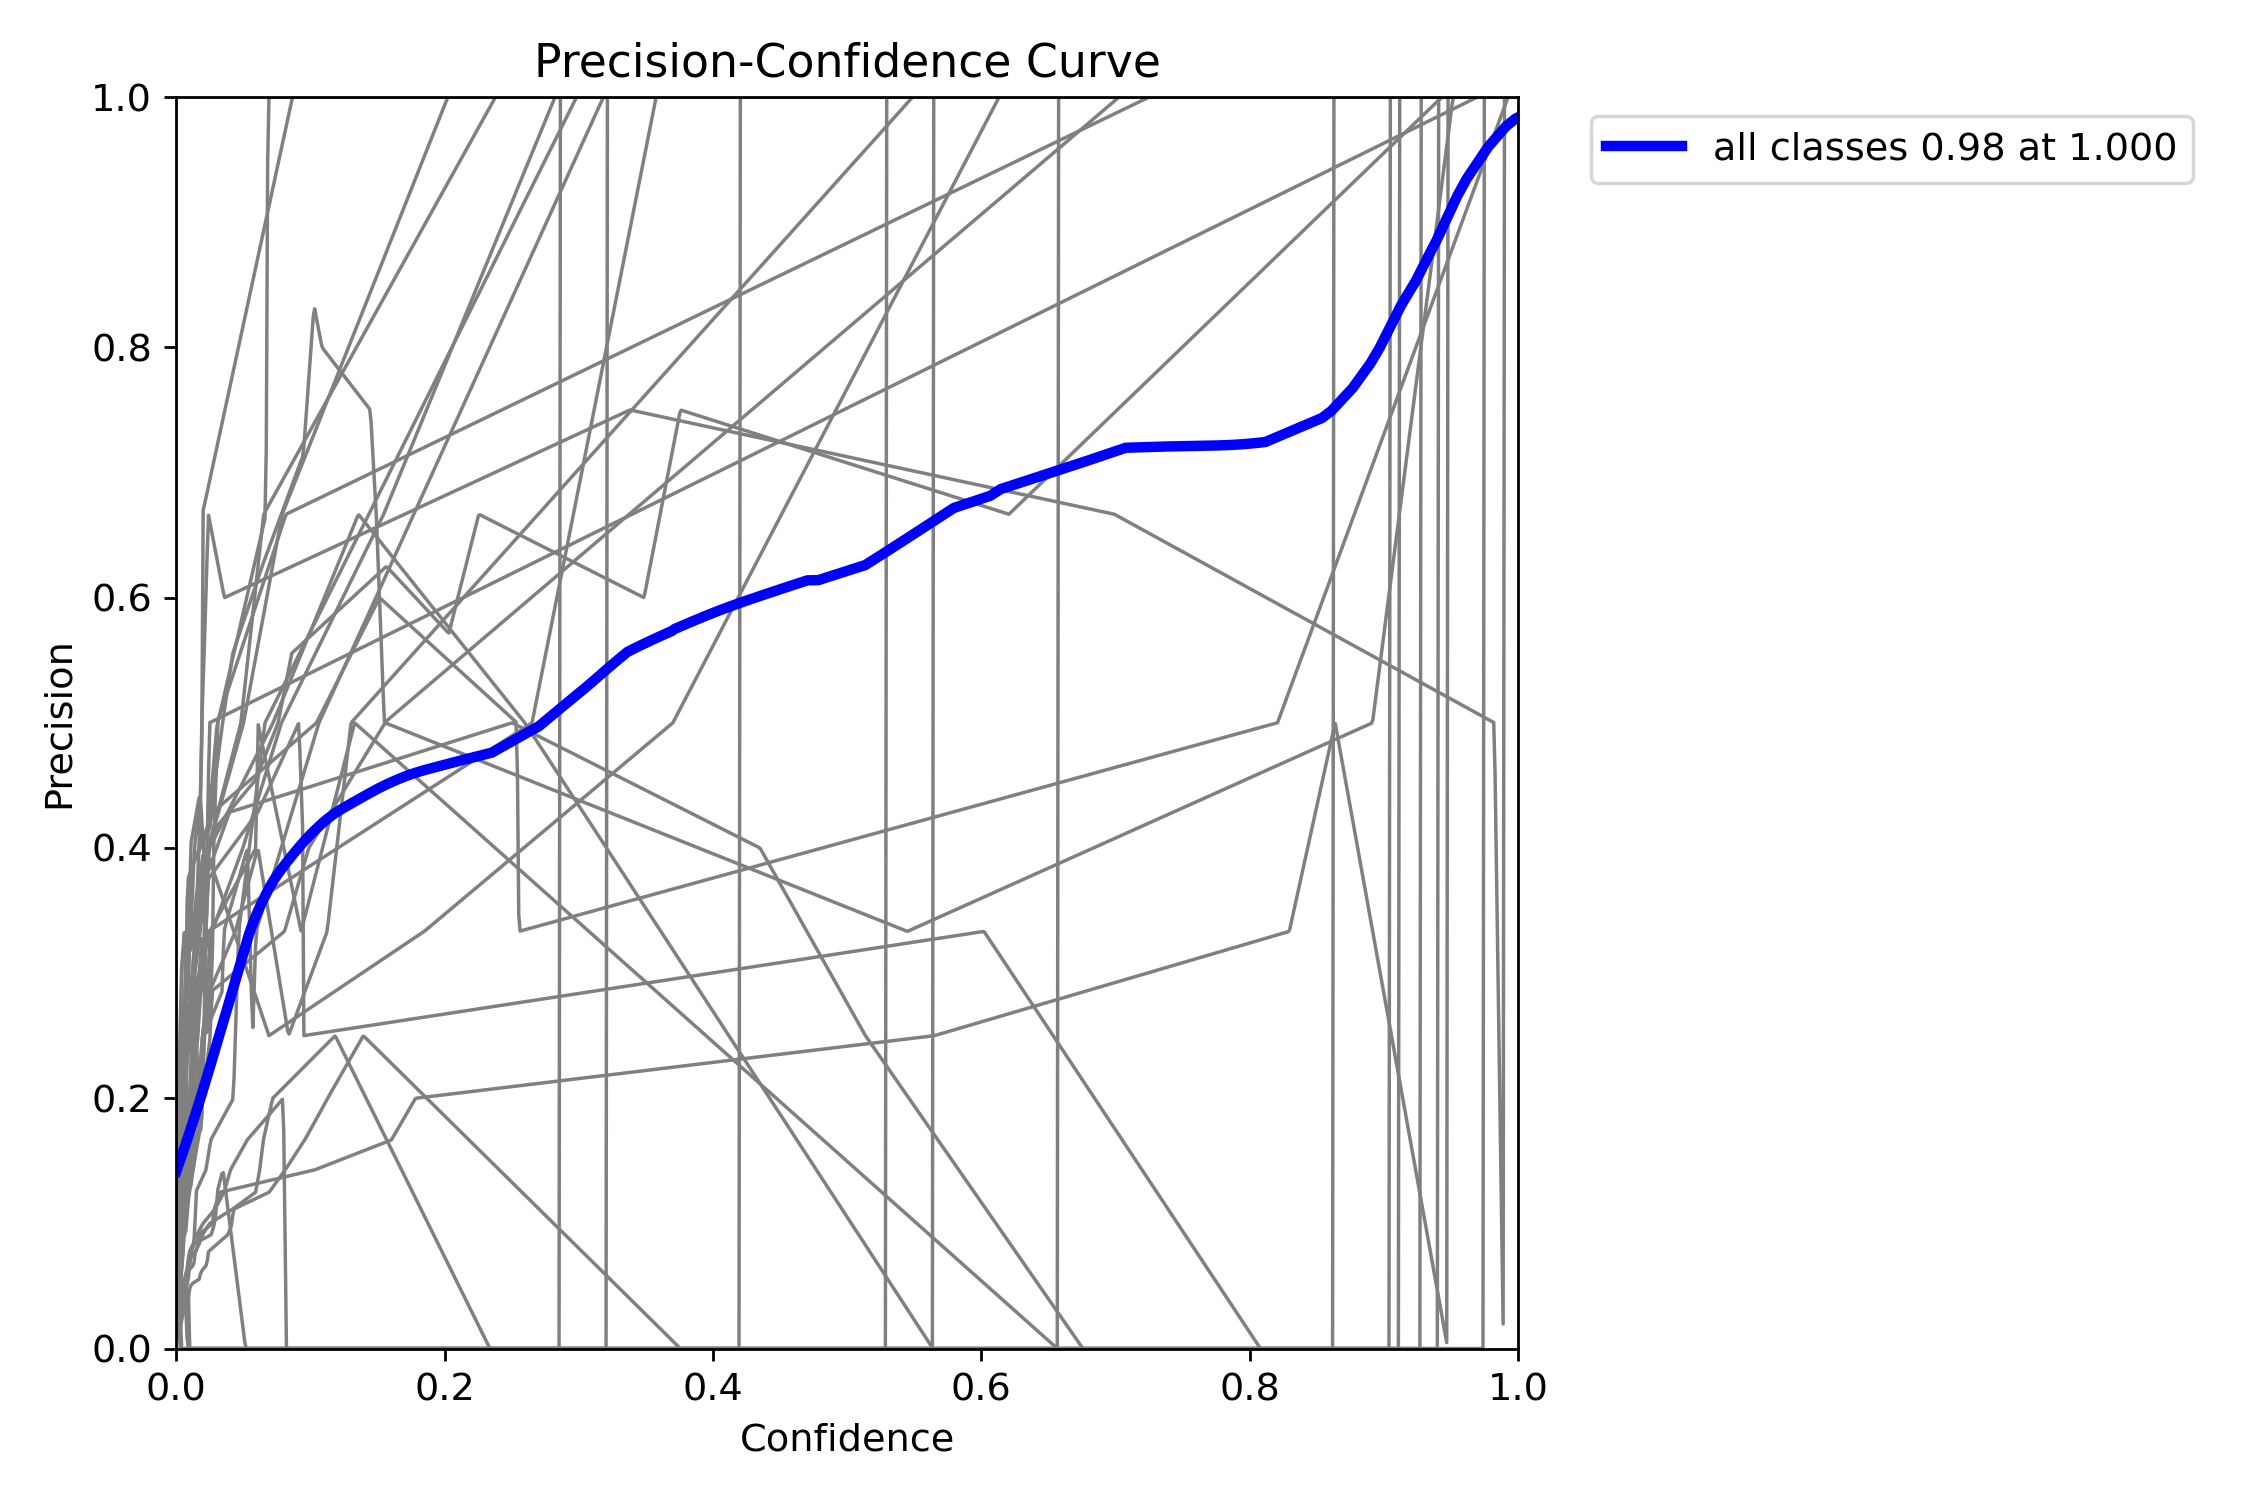 Precision-Confidence Curve
1.0
0.8
0.6
0.4
0.2
0.0
Precision
0.0 0.2 0.4 0.6 0.8 1.0
Confidence
all classes 0.98 at 1.000